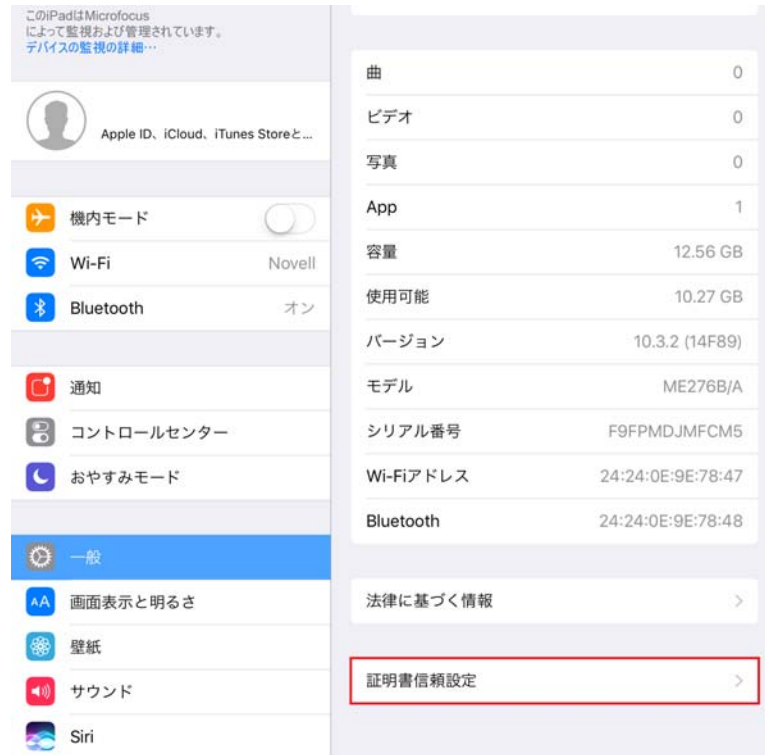 このiPadはMicrofocus
によって監視および管理されています。
デバイスの監視の詳細…
Apple ID、iCloud、iTunes Storeと...
機内モード
Wi-Fi Novell
Bluetooth オン
通知
コントロールセンター
おやすみモード
一般
AA 画面表示と明るさ
壁紙
サウンド
Siri
曲 0
ビデオ 0
写真 0
App 1
容量 12.56 GB
使用可能 10.27 GB
バージョン 10.3.2 (14F89)
モデル ME276B/A
シリアル番号 F9FPMDJMFCM5
Wi-Fiアドレス 24:24:0E:9E:78:47
Bluetooth 24:24:0E:9E:78:48
法律に基づく情報
証明書信頼設定